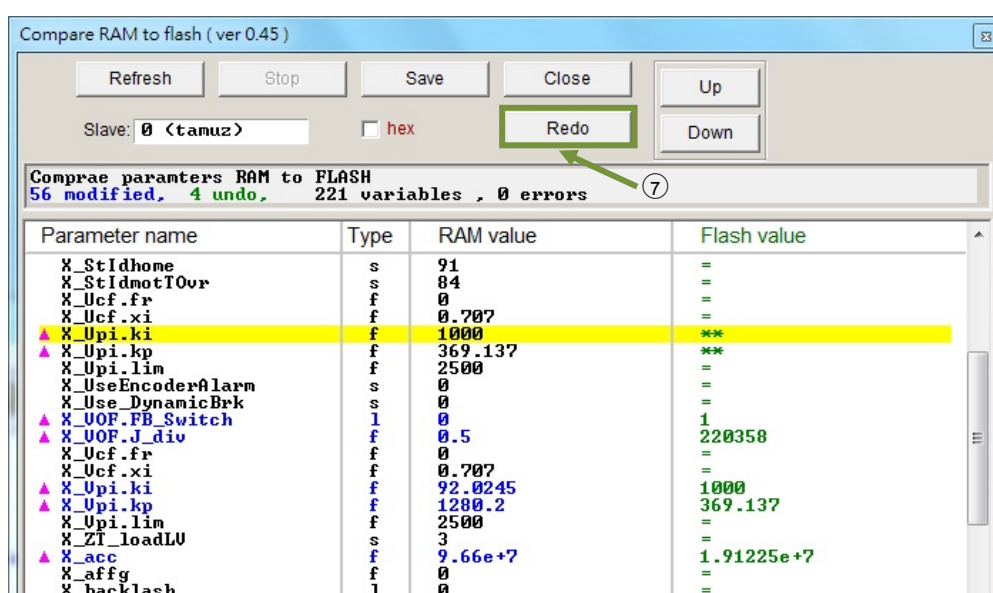 Compare RAM to flash ( ver 0.45 )
Refresh Stop Save Close Up
Slave: 0 (tamuz) hex Redo Down
Comprae paramters RAM to FLASH
56 modified, 4 undo, 221 variables , 0 errors
⑦
Parameter name Type RAM value Flash value
X_StIdhome s 91 =
X_StIdmotTOvr s 84 =
X_Ucf.fr f 0 =
X_Ucf.xi f 0.707 =
▲ X_Upi.ki f 1000 **
▲ X_Upi.kp f 369.137 **
X_Upi.lim f 2500 =
X_UseEncoderAlarm s 0 =
X_Use_DynamicBrk s 0 =
▲ X_VOF.FB_Switch l 0 1
▲ X_VOF.J_div f 0.5 220358
X_Vcf.fr f 0 =
X_Vcf.xi f 0.707 =
▲ X_Vpi.ki f 92.0245 1000
▲ X_Vpi.kp f 1280.2 369.137
X_Vpi.lim f 2500 =
X_ZT_loadLV s 3 =
▲ X_acc f 9.66e+7 1.91225e+7
X_affg f 0 =
X_backlash l 0 =